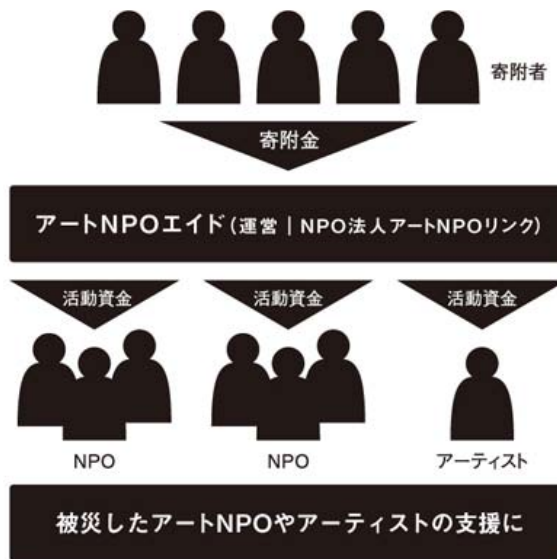 寄附者
寄附金
アートNPOエイド(運営|NPO法人アートNPOリンク)
活動資金 活動資金 活動資金
NPO NPO アーティスト
被災したアートNPOやアーティストの支援に